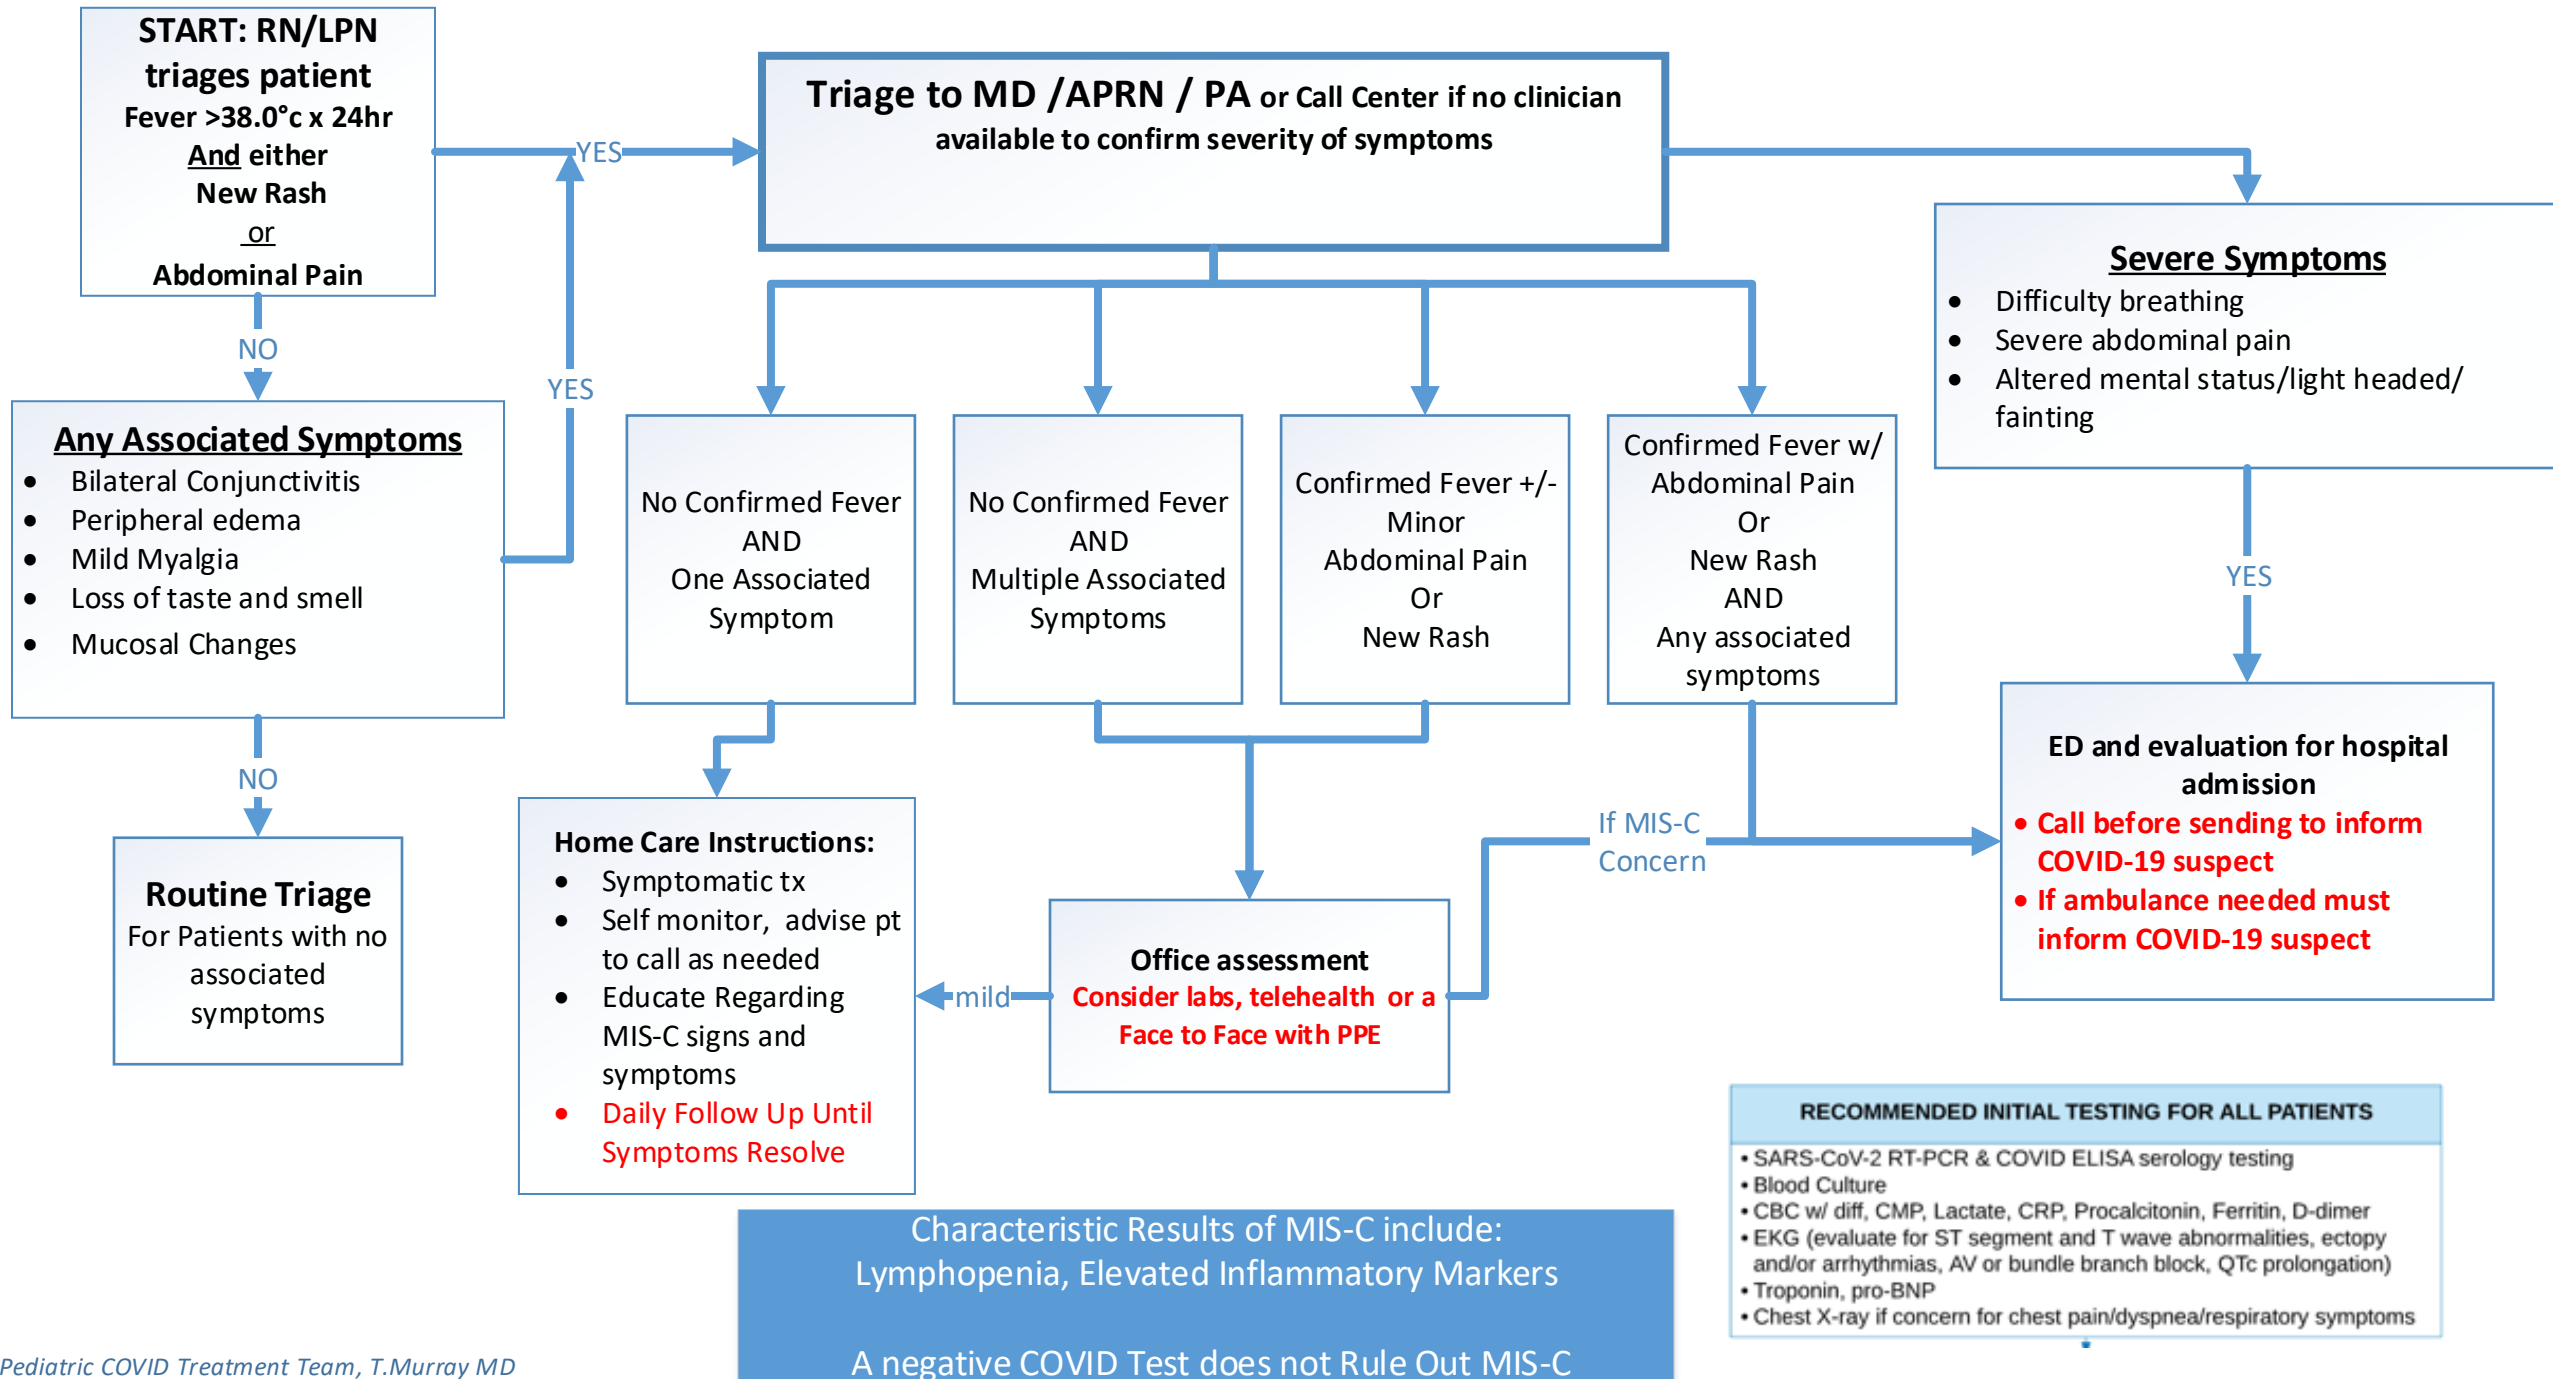 START: RN/LPN
triages patient
Fever >38.0°c x 24hr
And either
New Rash
or
Abdominal Pain
YES
Triage to MD /APRN / PA or Call Center if no clinician
available to confirm severity of symptoms
Severe Symptoms
• Difficulty breathing
• Severe abdominal pain
• Altered mental status/light headed/
fainting
NO
YES
Any Associated Symptoms
• Bilateral Conjunctivitis
• Peripheral edema
• Mild Myalgia
• Loss of taste and smell
• Mucosal Changes
No Confirmed Fever
AND
One Associated
Symptom
No Confirmed Fever
AND
Multiple Associated
Symptoms
Confirmed Fever +/-
Minor
Abdominal Pain
Or
New Rash
Confirmed Fever w/
Abdominal Pain
Or
New Rash
AND
Any associated
symptoms
YES
NO
Routine Triage
For Patients with no
associated
symptoms
Home Care Instructions:
• Symptomatic tx
• Self monitor, advise pt
to call as needed
• Educate Regarding
MIS-C signs and
symptoms
• Daily Follow Up Until
Symptoms Resolve
mild
Office assessment
Consider labs, telehealth or a
Face to Face with PPE
If MIS-C
Concern
ED and evaluation for hospital
admission
• Call before sending to inform
COVID-19 suspect
• If ambulance needed must
inform COVID-19 suspect
RECOMMENDED INITIAL TESTING FOR ALL PATIENTS
• SARS-CoV-2 RT-PCR & COVID ELISA serology testing
• Blood Culture
• CBC w/ diff, CMP, Lactate, CRP, Procalcitonin, Ferritin, D-dimer
• EKG (evaluate for ST segment and T wave abnormalities, ectopy
and/or arrhythmias, AV or bundle branch block, QTc prolongation)
• Troponin, pro-BNP
• Chest X-ray if concern for chest pain/dyspnea/respiratory symptoms
Characteristic Results of MIS-C include:
Lymphopenia, Elevated Inflammatory Markers
A negative COVID Test does not Rule Out MIS-C
Pediatric COVID Treatment Team, T.Murray MD